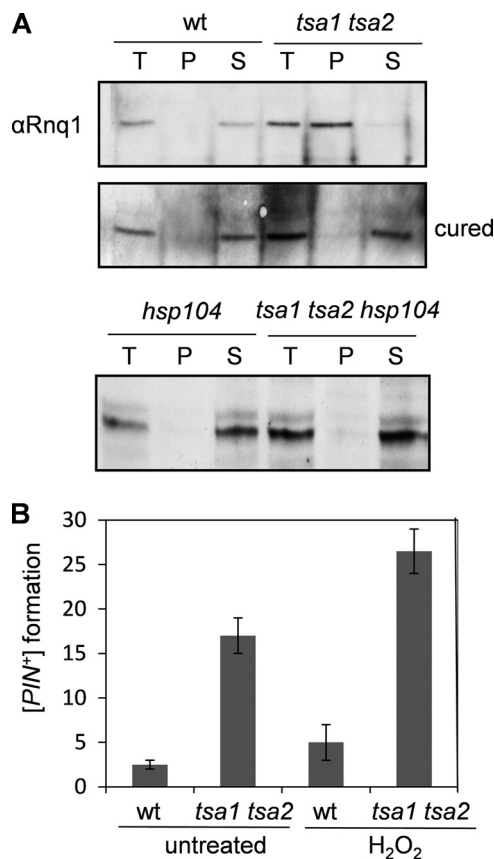 A
wt tsa1 tsa2
T P S T P S
αRnq1
cured
hsp104 tsa1 tsa2 hsp104
T P S T P S
B
[PIN+] formation
30
25
20
15
10
5
0
wt tsa1 tsa2 wt tsa1 tsa2
untreated H2O2